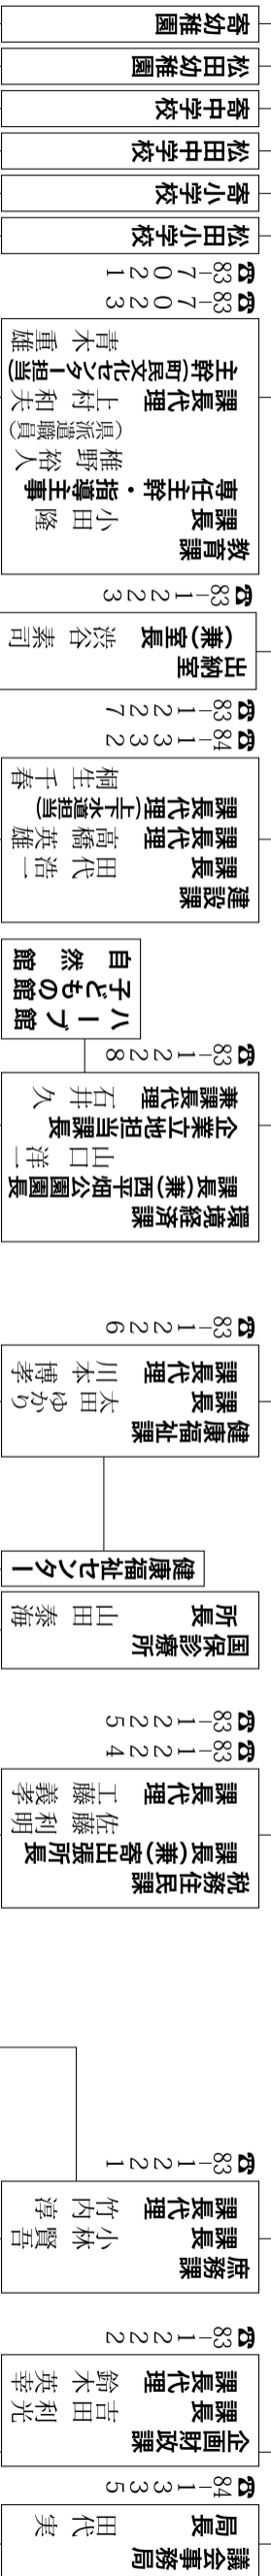 議会事務局
局長 田代 実
☎84-1335
企画財政課
課長 吉田 利光
課長代理 鈴木 英幸
☎83-1222
庶務課
課長 小林 賢吾
課長代理 竹内 淳
☎83-1221
税務住民課
課長(兼)寄出張所長
佐藤 利明
課長代理 工藤 義孝
☎83-1224
☎83-1225
国保診療所
所長 山田 泰海
健康福祉センター
健康福祉課
課長 太田 ゆかり
課長代理 川本 博孝
☎83-1226
環境経済課
課長(兼)西平畑公園園長
山口 洋一
企業立地担当課長
兼課長代理 石井 久
☎83-1228
ハーブ館
子どもの館
自然館
建設課
課長 田代 浩一
課長代理 高橋 英雄
課長代理(上下水道担当)
桐生 千春
☎84-1332
☎83-1227
出納室
(兼)室長 渋谷 素司
☎83-1223
教育課
課長 小田 隆
専任主幹・指導主事
椎野 裕人
(県派遣職員)
課長代理 上村 和夫
主幹(町民文化センター担当)
青木 重雄
☎83-7023
☎83-7021
松田小学校
寄小学校
松田中学校
寄中学校
松田幼稚園
寄幼稚園